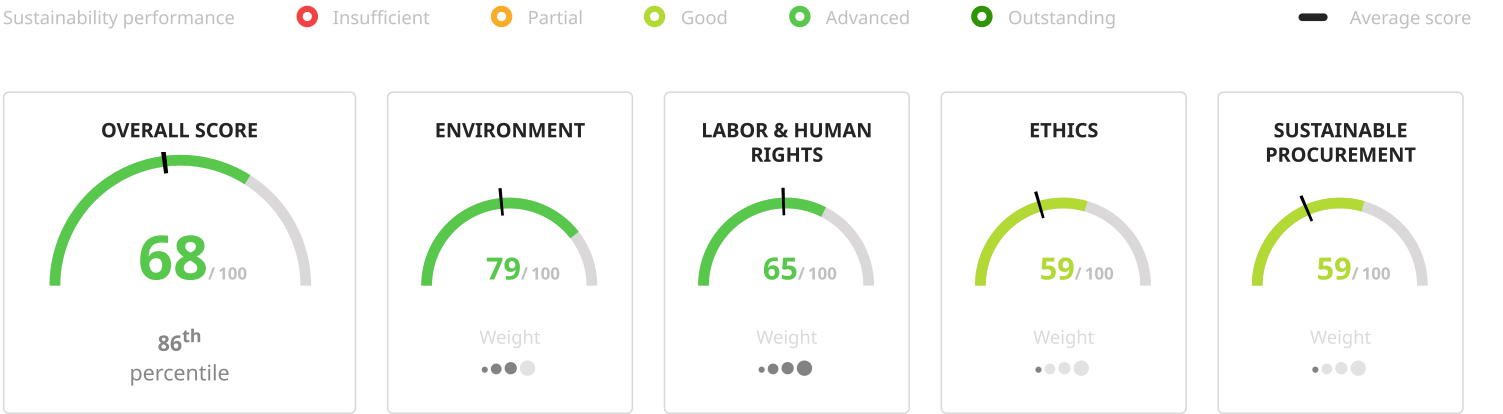 Sustainability performance
Insufficient
Partial
Good
Advanced
Outstanding
Average score
OVERALL SCORE
68 / 100
86th
percentile
ENVIRONMENT
79 / 100
Weight
LABOR & HUMAN
RIGHTS
65 / 100
Weight
ETHICS
59 / 100
Weight
SUSTAINABLE
PROCUREMENT
59 / 100
Weight